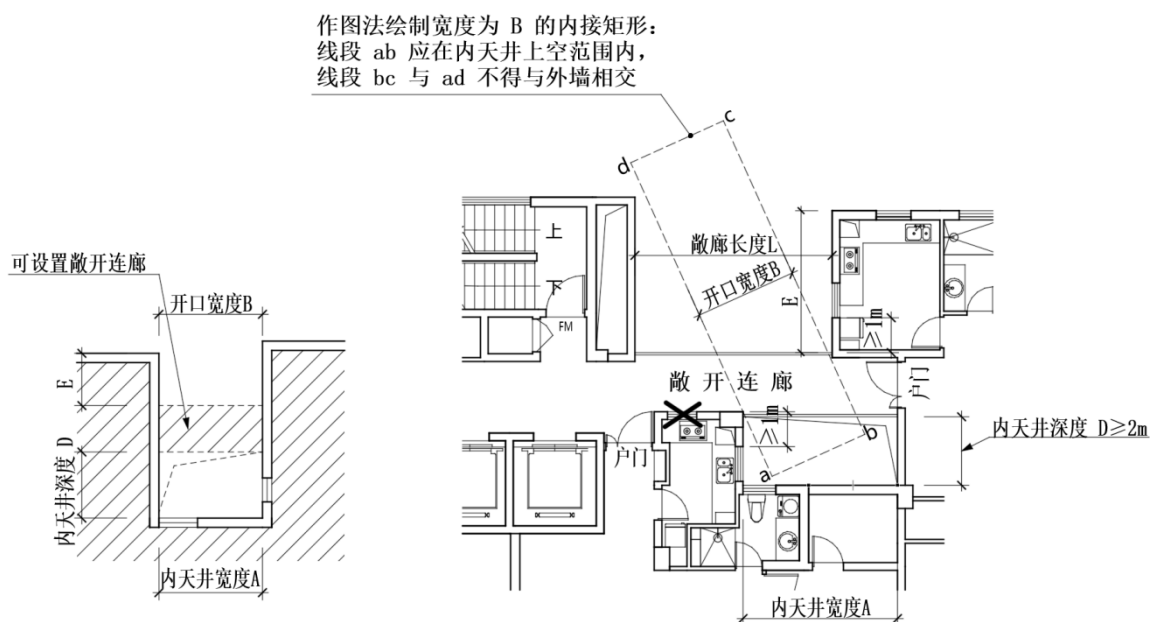 作图法绘制宽度为 B 的内接矩形：
线段 ab 应在内天井上空范围内，
线段 bc 与 ad 不得与外墙相交
可设置敞开连廊
开口宽度B
E
内天井深度 D
内天井宽度A
d
c
上
下
FM
敞廊长度L
开口宽度B
E
≥1m
户门
敞 开 连 廊
≥1m
户门
a
b
内天井深度 D≥2m
内天井宽度A